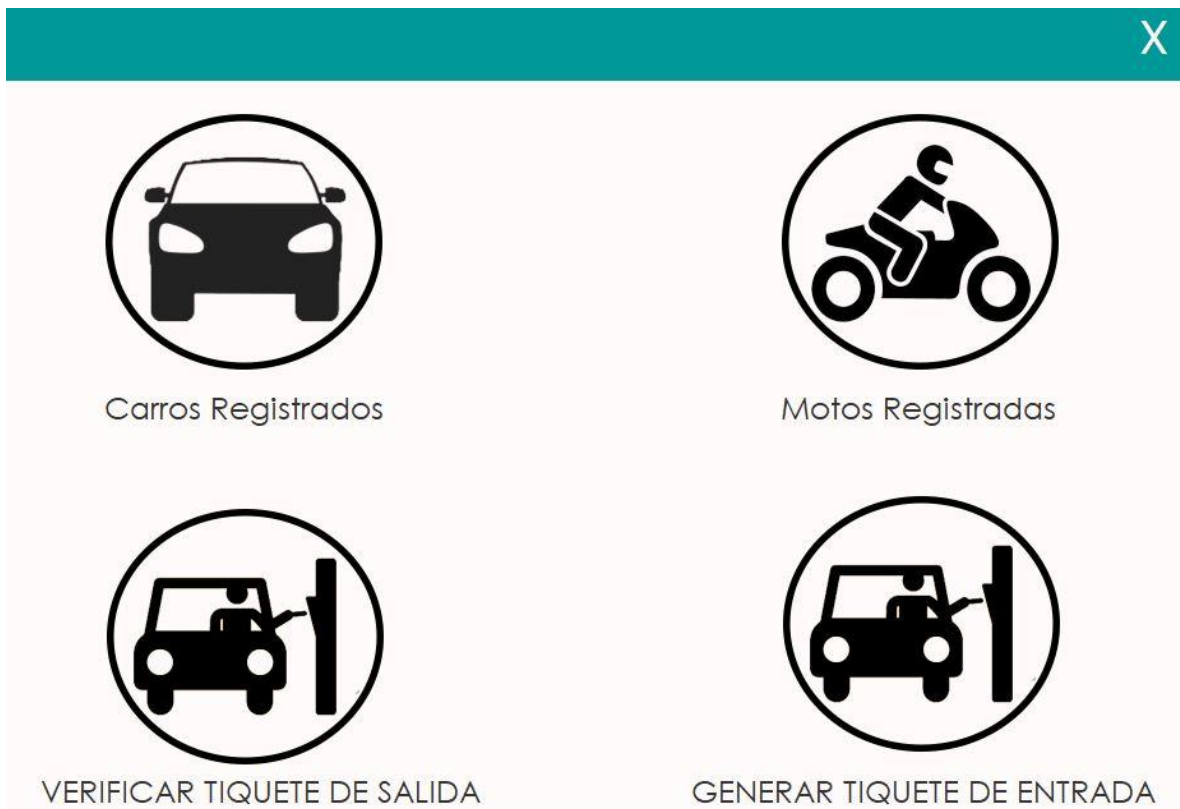 X
Carros Registrados
Motos Registradas
VERIFICAR TIQUETE DE SALIDA
GENERAR TIQUETE DE ENTRADA